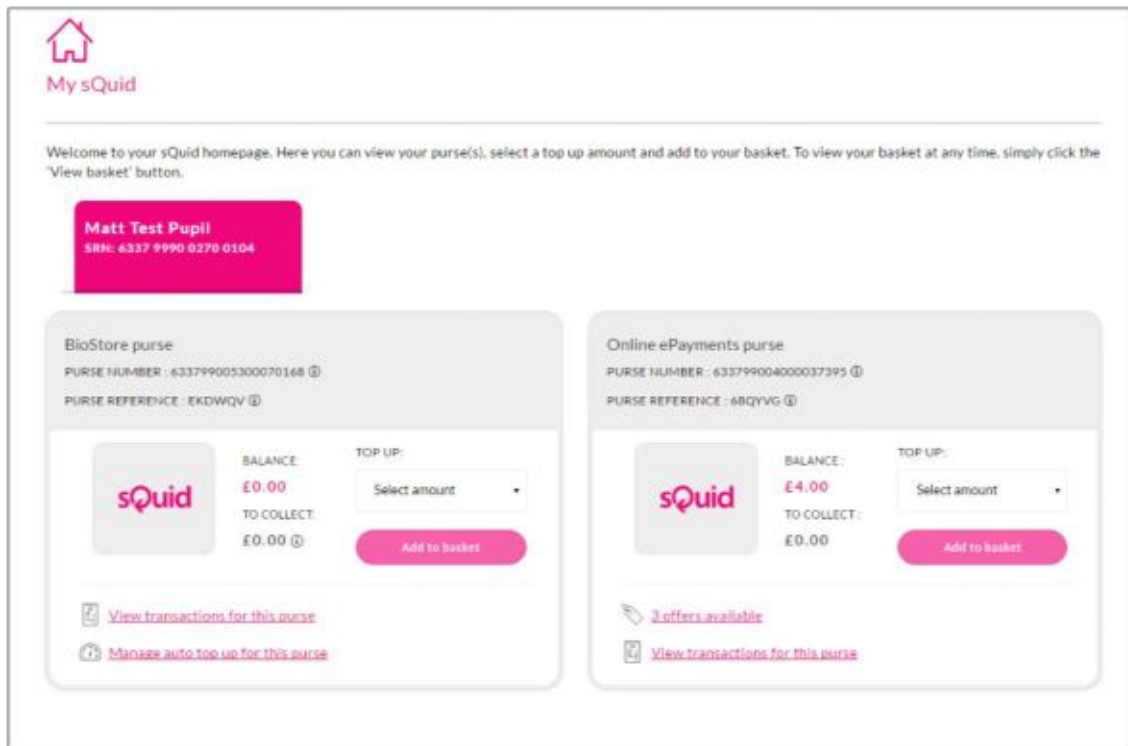 My sQuid
Welcome to your sQuid homepage. Here you can view your purse(s), select a top up amount and add to your basket. To view your basket at any time, simply click the
'View basket' button.
Matt Test Pupil
SRN: 6337 9990 0270 0104
BioStore purse
PURSE NUMBER : 633799005300070168
PURSE REFERENCE : EKDWQV
sQuid
BALANCE:
£0.00
TO COLLECT:
£0.00
TOP UP:
Select amount
Add to basket
View transactions for this purse
Manage auto top up for this purse
Online ePayments purse
PURSE NUMBER : 633799004000037395
PURSE REFERENCE : 68QYVG
sQuid
BALANCE :
£4.00
TO COLLECT :
£0.00
TOP UP:
Select amount
Add to basket
3 offers available
View transactions for this purse